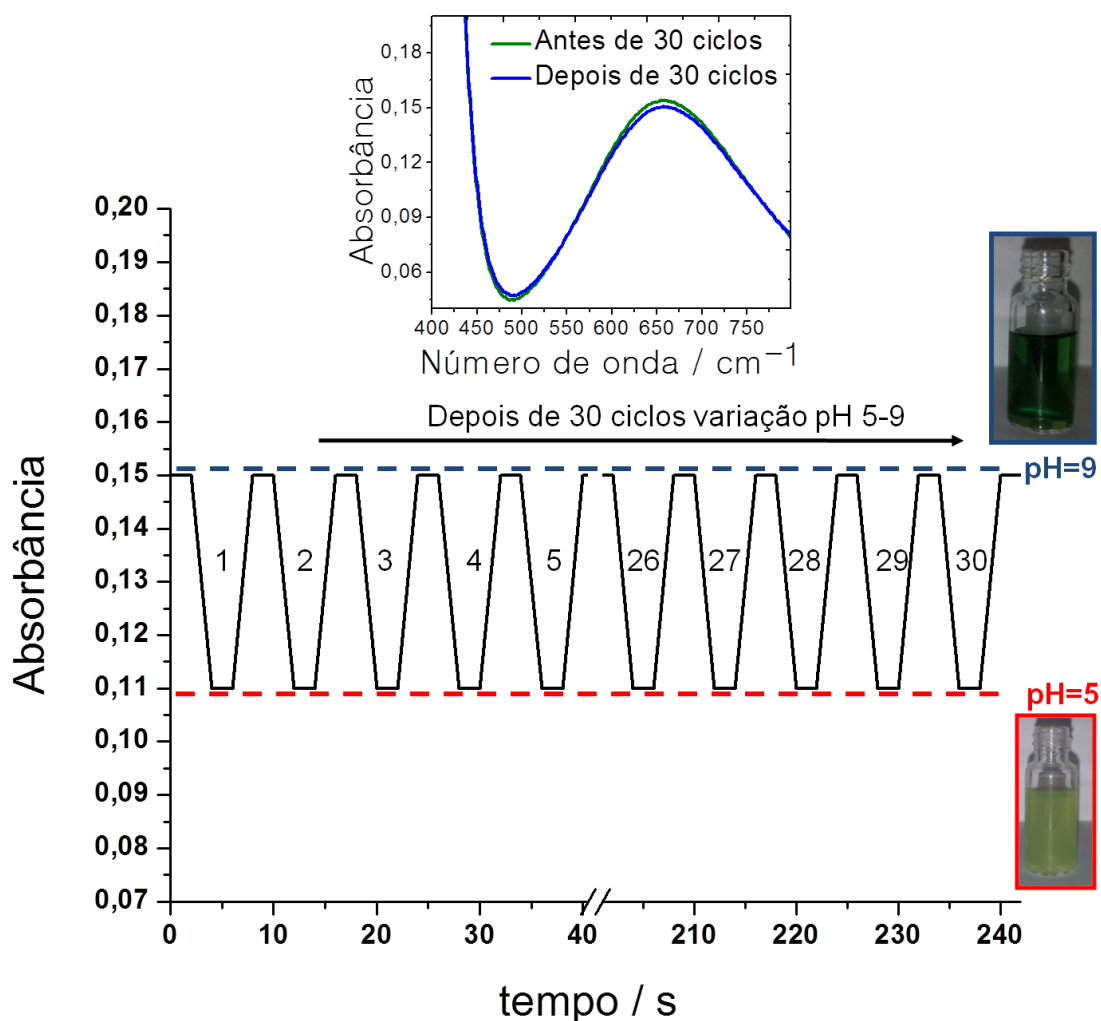 Antes de 30 ciclos
Depois de 30 ciclos
Absorbância
0,18
0,15
0,12
0,09
0,06
400 450 500 550 600 650 700 750
Número de onda / cm⁻¹
Depois de 30 ciclos variação pH 5-9
pH=9
pH=5
Absorbância
0,20
0,19
0,18
0,17
0,16
0,15
0,14
0,13
0,12
0,11
0,10
0,09
0,08
0,07
1 2 3 4 5 26 27 28 29 30
0 10 20 30 40 210 220 230 240
tempo / s